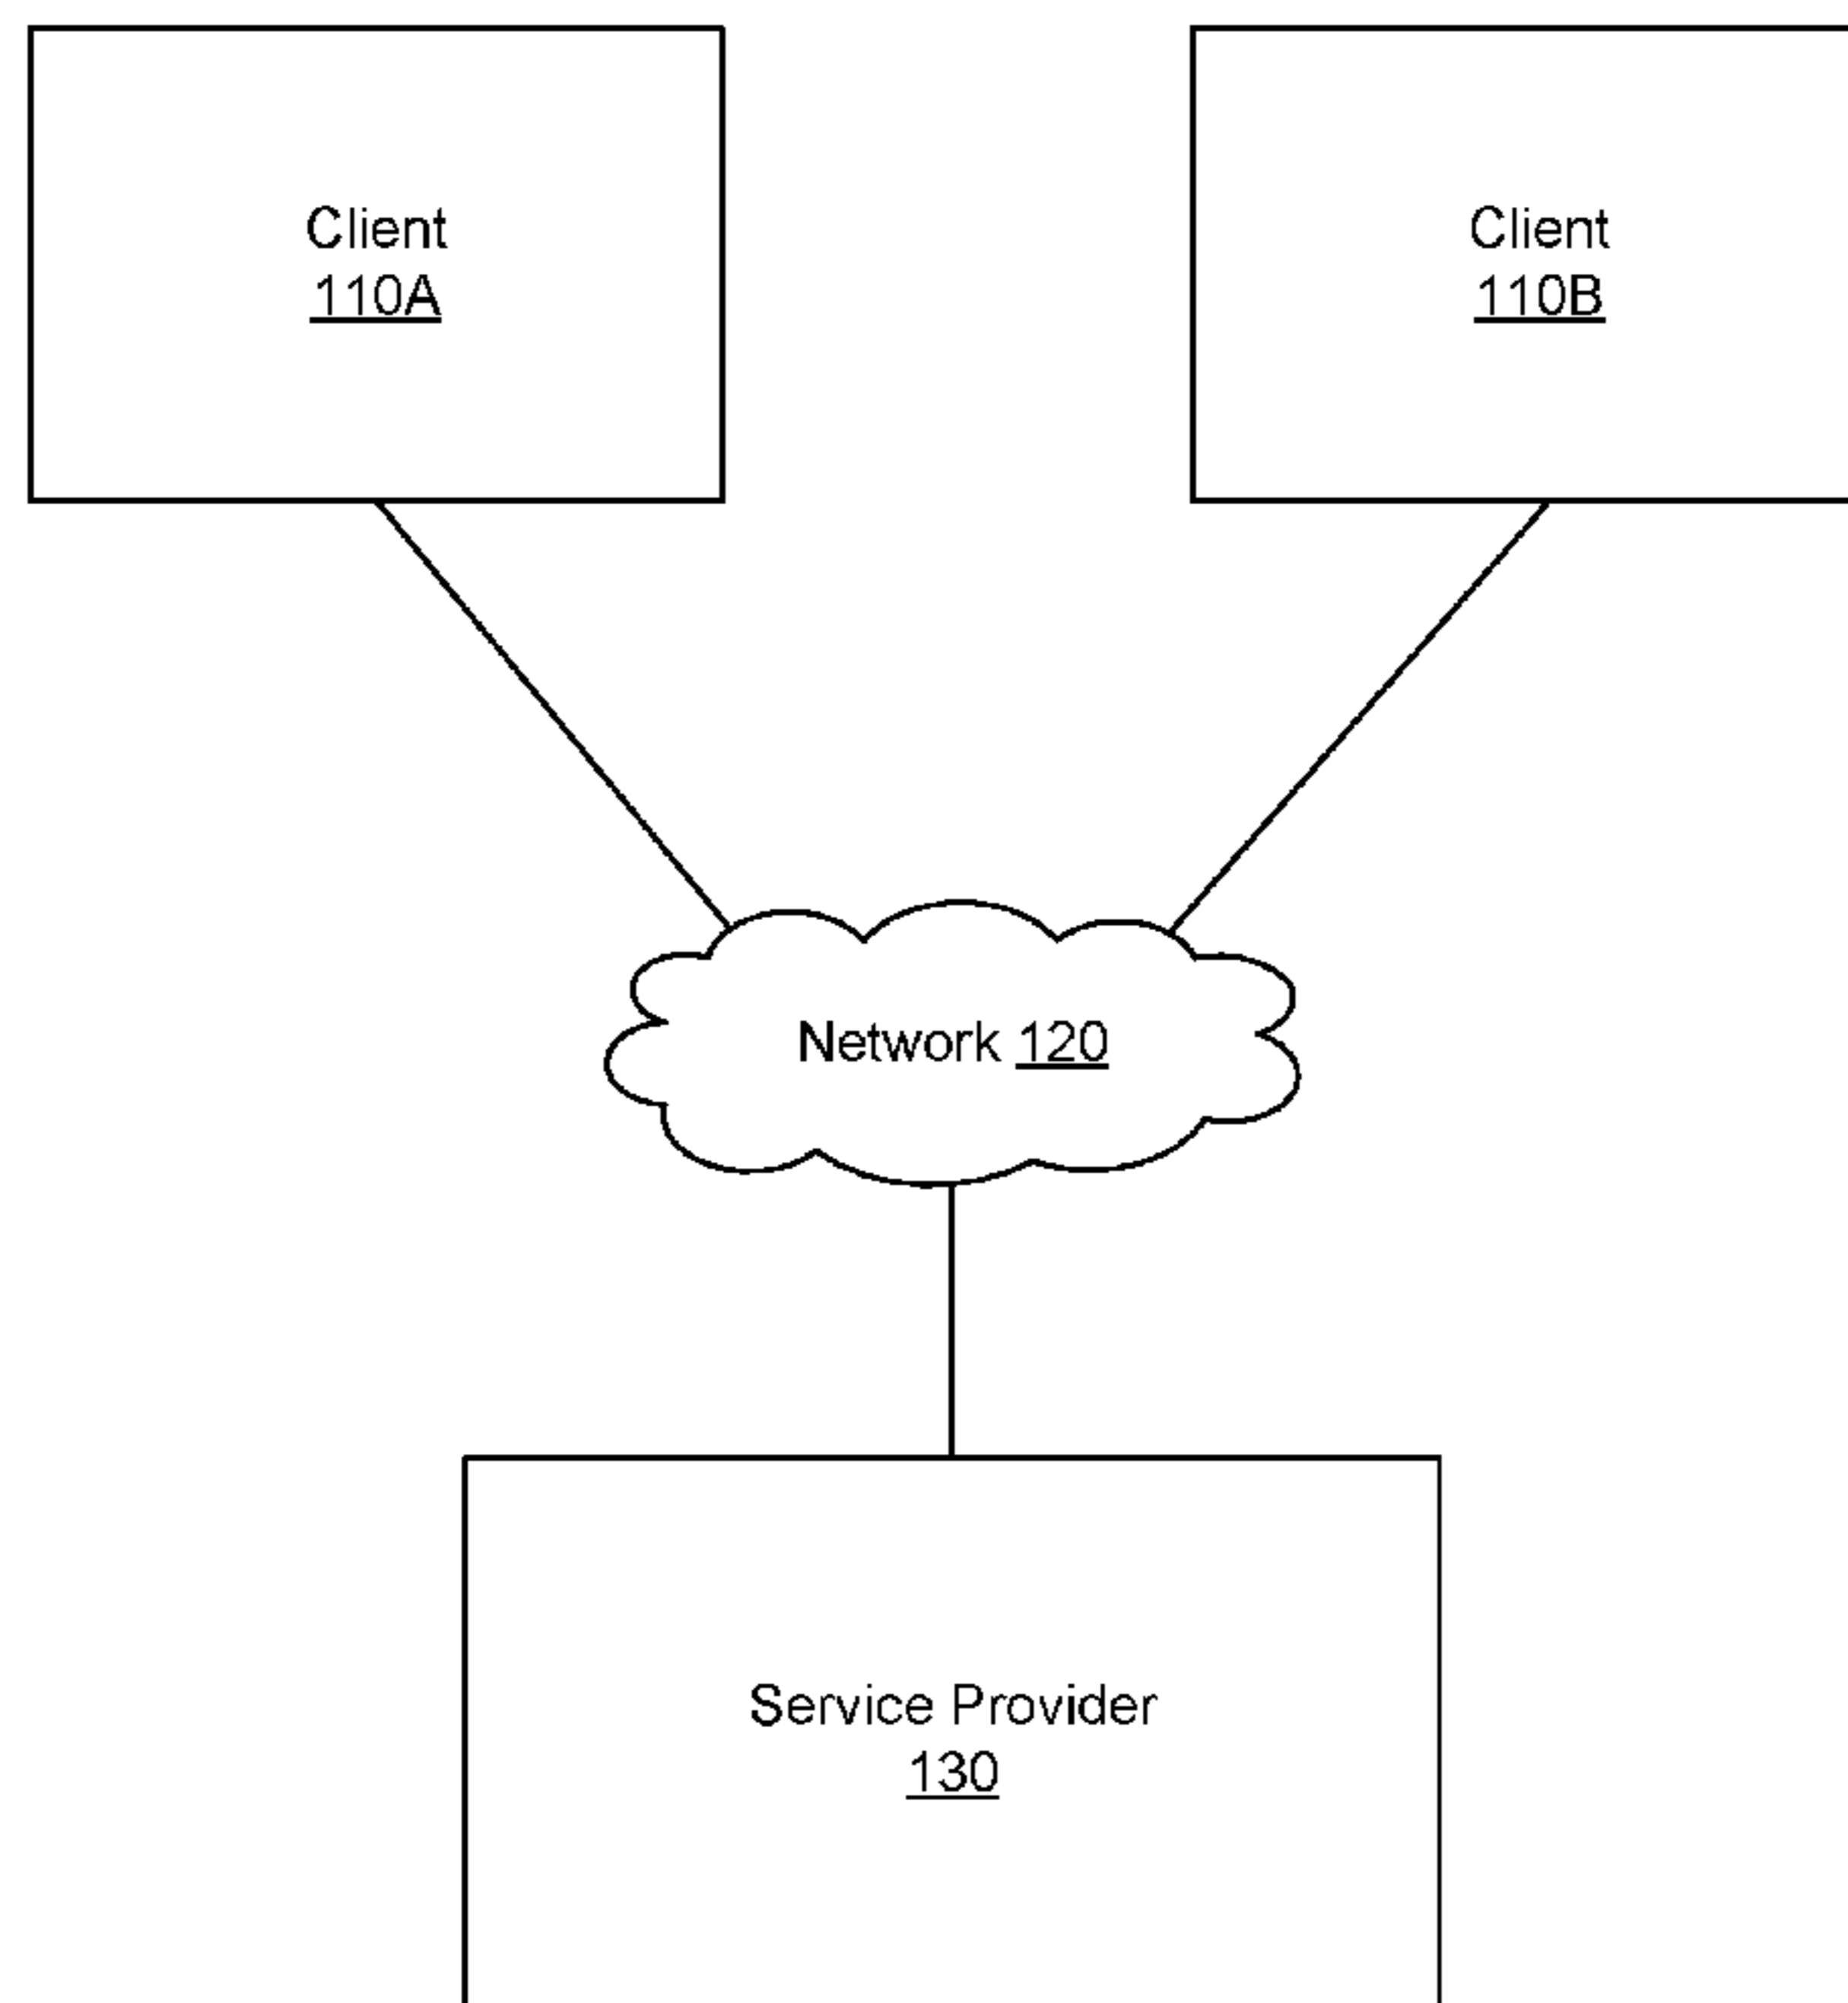 Client
110A
Client
110B
Network 120
Service Provider
130